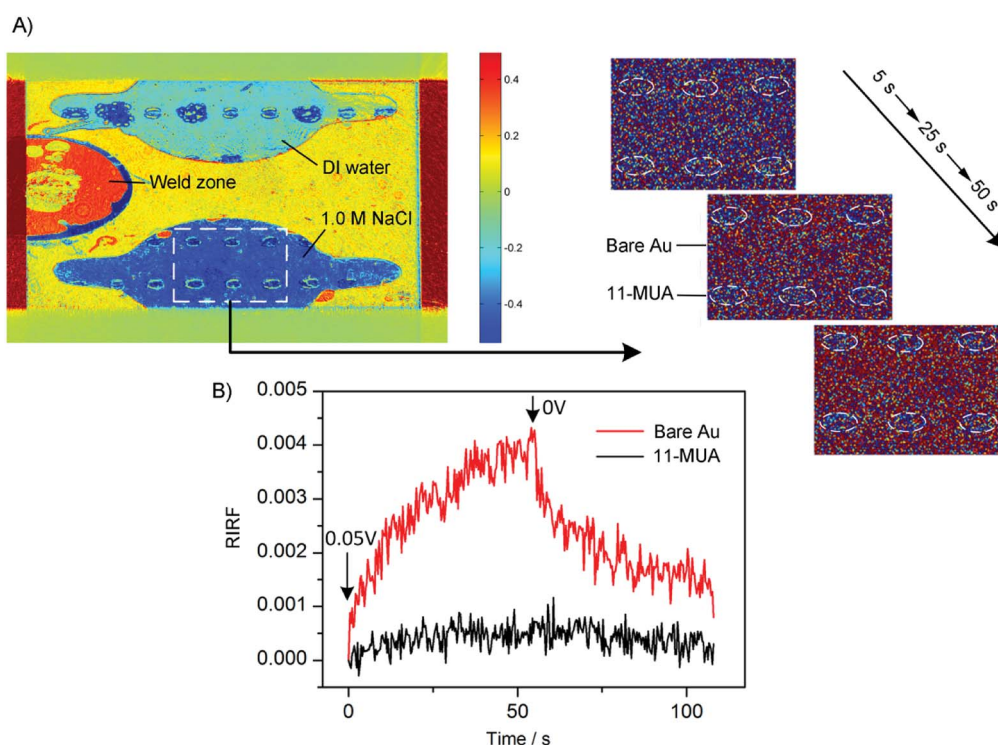 A)
0.4
0.2
0
-0.2
-0.4
DI water
Weld zone
1.0 M NaCl
5 s
25 s
50 s
Bare Au
11-MUA
B)
0.005
0.004
0.003
0.002
0.001
0.000
RIRF
0.05V
0V
Bare Au
11-MUA
0
50
100
Time / s